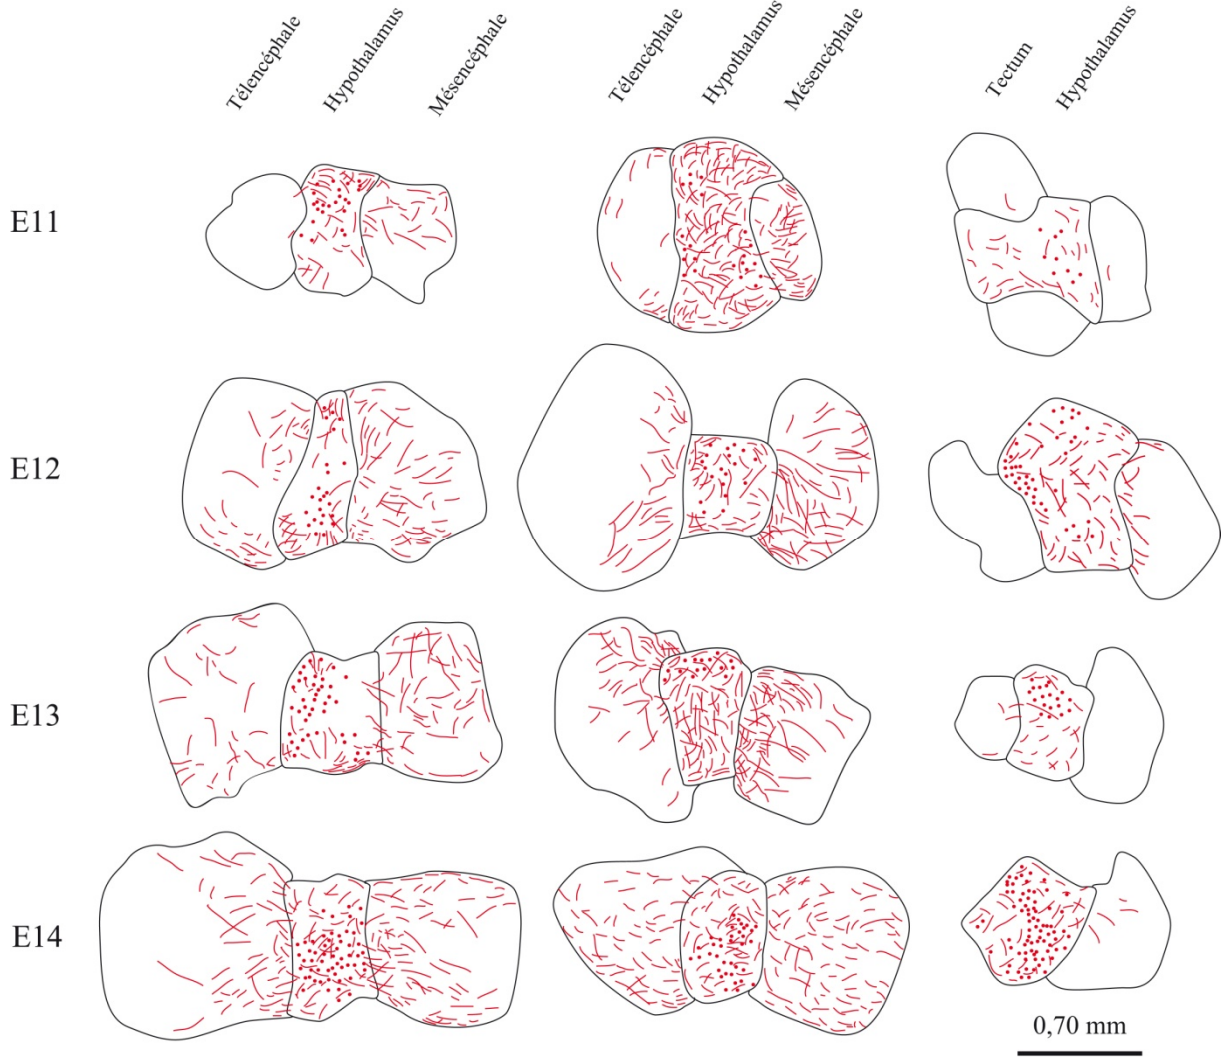 Télencéphale
Hypothalamus
Mésencéphale
Télencéphale
Hypothalamus
Mésencéphale
Tectum
Hypothalamus
E11
E12
E13
E14
0,70 mm